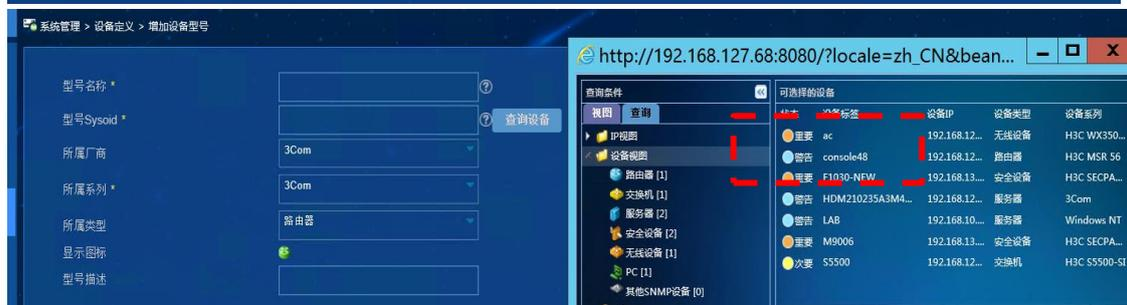 系统管理 > 设备定义 > 增加设备型号
型号名称 *
型号Sysoid *
查询设备
所属厂商
3Com
所属系列 *
3Com
所属类型
路由器
显示图标
型号描述
http://192.168.127.68:8080/?locale=zh_CN&bean...
查询条件
视图 查询
IP视图
设备视图
路由器 [1]
交换机 [1]
服务器 [2]
安全设备 [2]
无线设备 [1]
PC [1]
其他SNMP设备 [0]
可选择的设备
状态 设备标签 设备IP 设备类型 设备系列
重要 ac 192.168.12... 无线设备 H3C WX350...
警告 console48 192.168.12... 路由器 H3C MSR 56
重要 F1030-NEW 192.168.13... 安全设备 H3C SECPA...
警告 HDM210235A3M4... 192.168.12... 服务器 3Com
警告 LAB 192.168.10.... 服务器 Windows NT
重要 M9006 192.168.13... 安全设备 H3C SECPA...
次要 S5500 192.168.12... 交换机 H3C S5500-SI